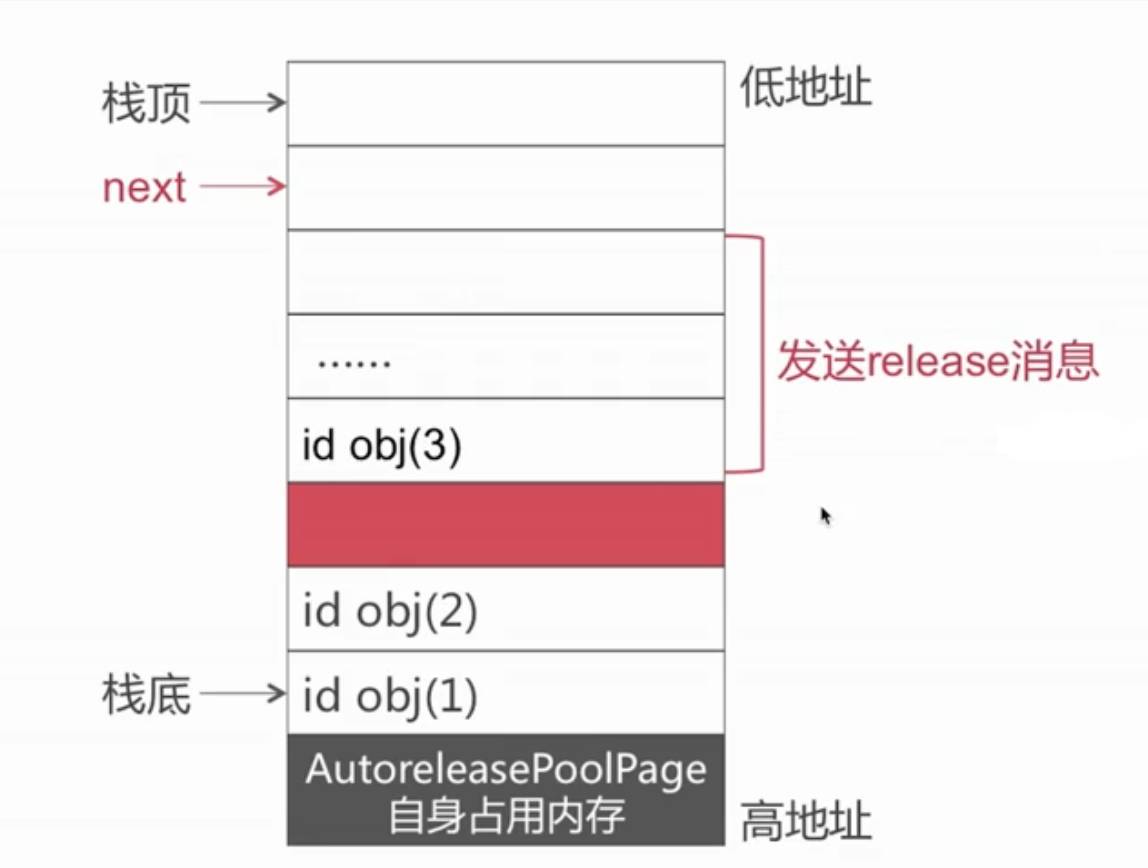 栈顶
低地址
next
……
发送release消息
id obj(3)
id obj(2)
栈底
id obj(1)
AutoreleasePoolPage
自身占用内存
高地址